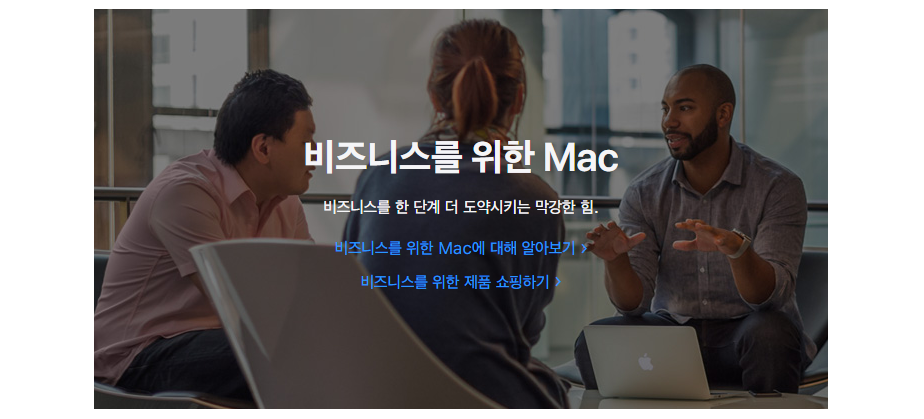 비즈니스를 위한 Mac
비즈니스를 한 단계 더 도약시키는 막강한 힘.
비즈니스를 위한 Mac에 대해 알아보기 >
비즈니스를 위한 제품 쇼핑하기 >